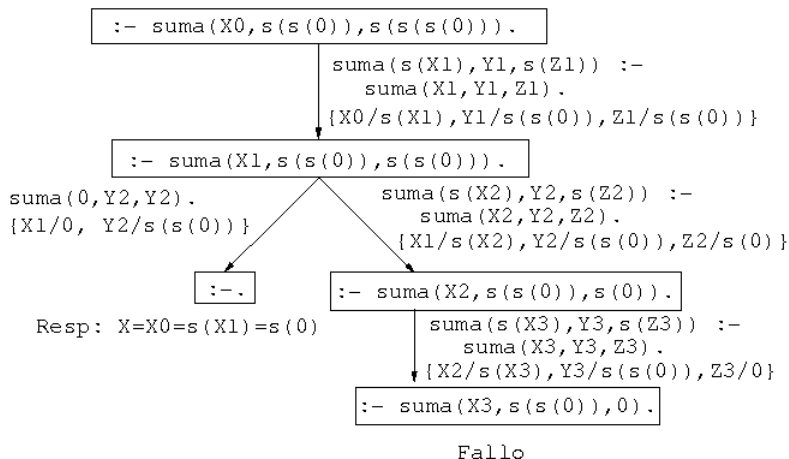 :- suma(X0,s(s(0)),s(s(s(0))).
suma(s(X1),Y1,s(Z1)) :-
suma(X1,Y1,Z1).
{X0/s(X1),Y1/s(s(0)),Z1/s(s(0))}
:- suma(X1,s(s(0)),s(s(0))).
suma(0,Y2,Y2).
{X1/0, Y2/s(s(0))}
suma(s(X2),Y2,s(Z2)) :-
suma(X2,Y2,Z2).
{X1/s(X2),Y2/s(s(0)),Z2/s(0)}
:-.
:- suma(X2,s(s(0)),s(0)).
Resp: X=X0=s(X1)=s(0)
suma(s(X3),Y3,s(Z3)) :-
suma(X3,Y3,Z3).
{X2/s(X3),Y3/s(s(0)),Z3/0}
:- suma(X3,s(s(0)),0).
Fallo